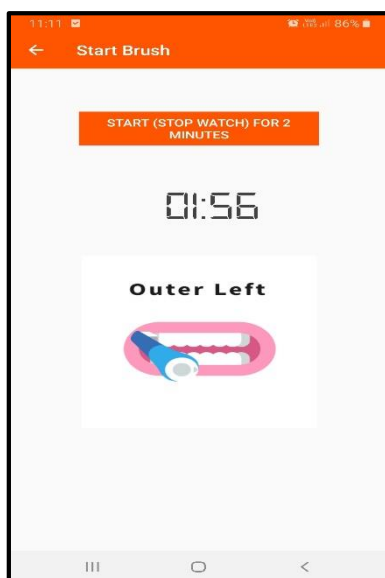 11:11 86%
Start Brush
START (STOP WATCH) FOR 2
MINUTES
01:56
Outer Left